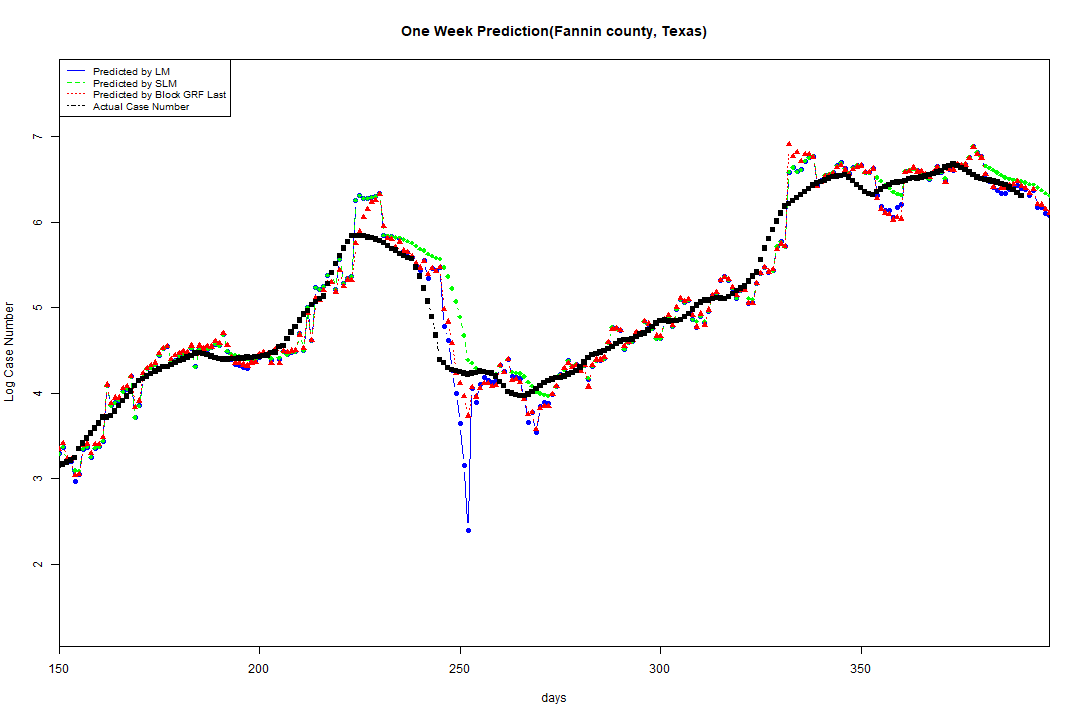 One Week Prediction(Fannin county, Texas)
Predicted by LM
Predicted by SLM
Predicted by Block GRF Last
Actual Case Number
7
6
5
4
3
2
Log Case Number
150
200
250
300
350
days